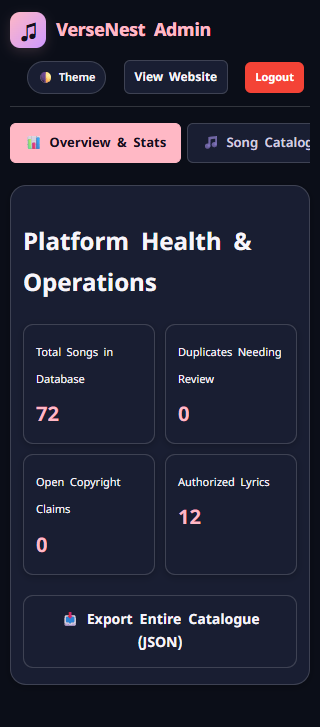 VerseNest Admin
Theme
View Website
Logout
Overview & Stats
Song Catalog
Platform Health &
Operations
Total Songs in
Database
72
Duplicates Needing
Review
0
Open Copyright
Claims
0
Authorized Lyrics
12
Export Entire Catalogue
(JSON)